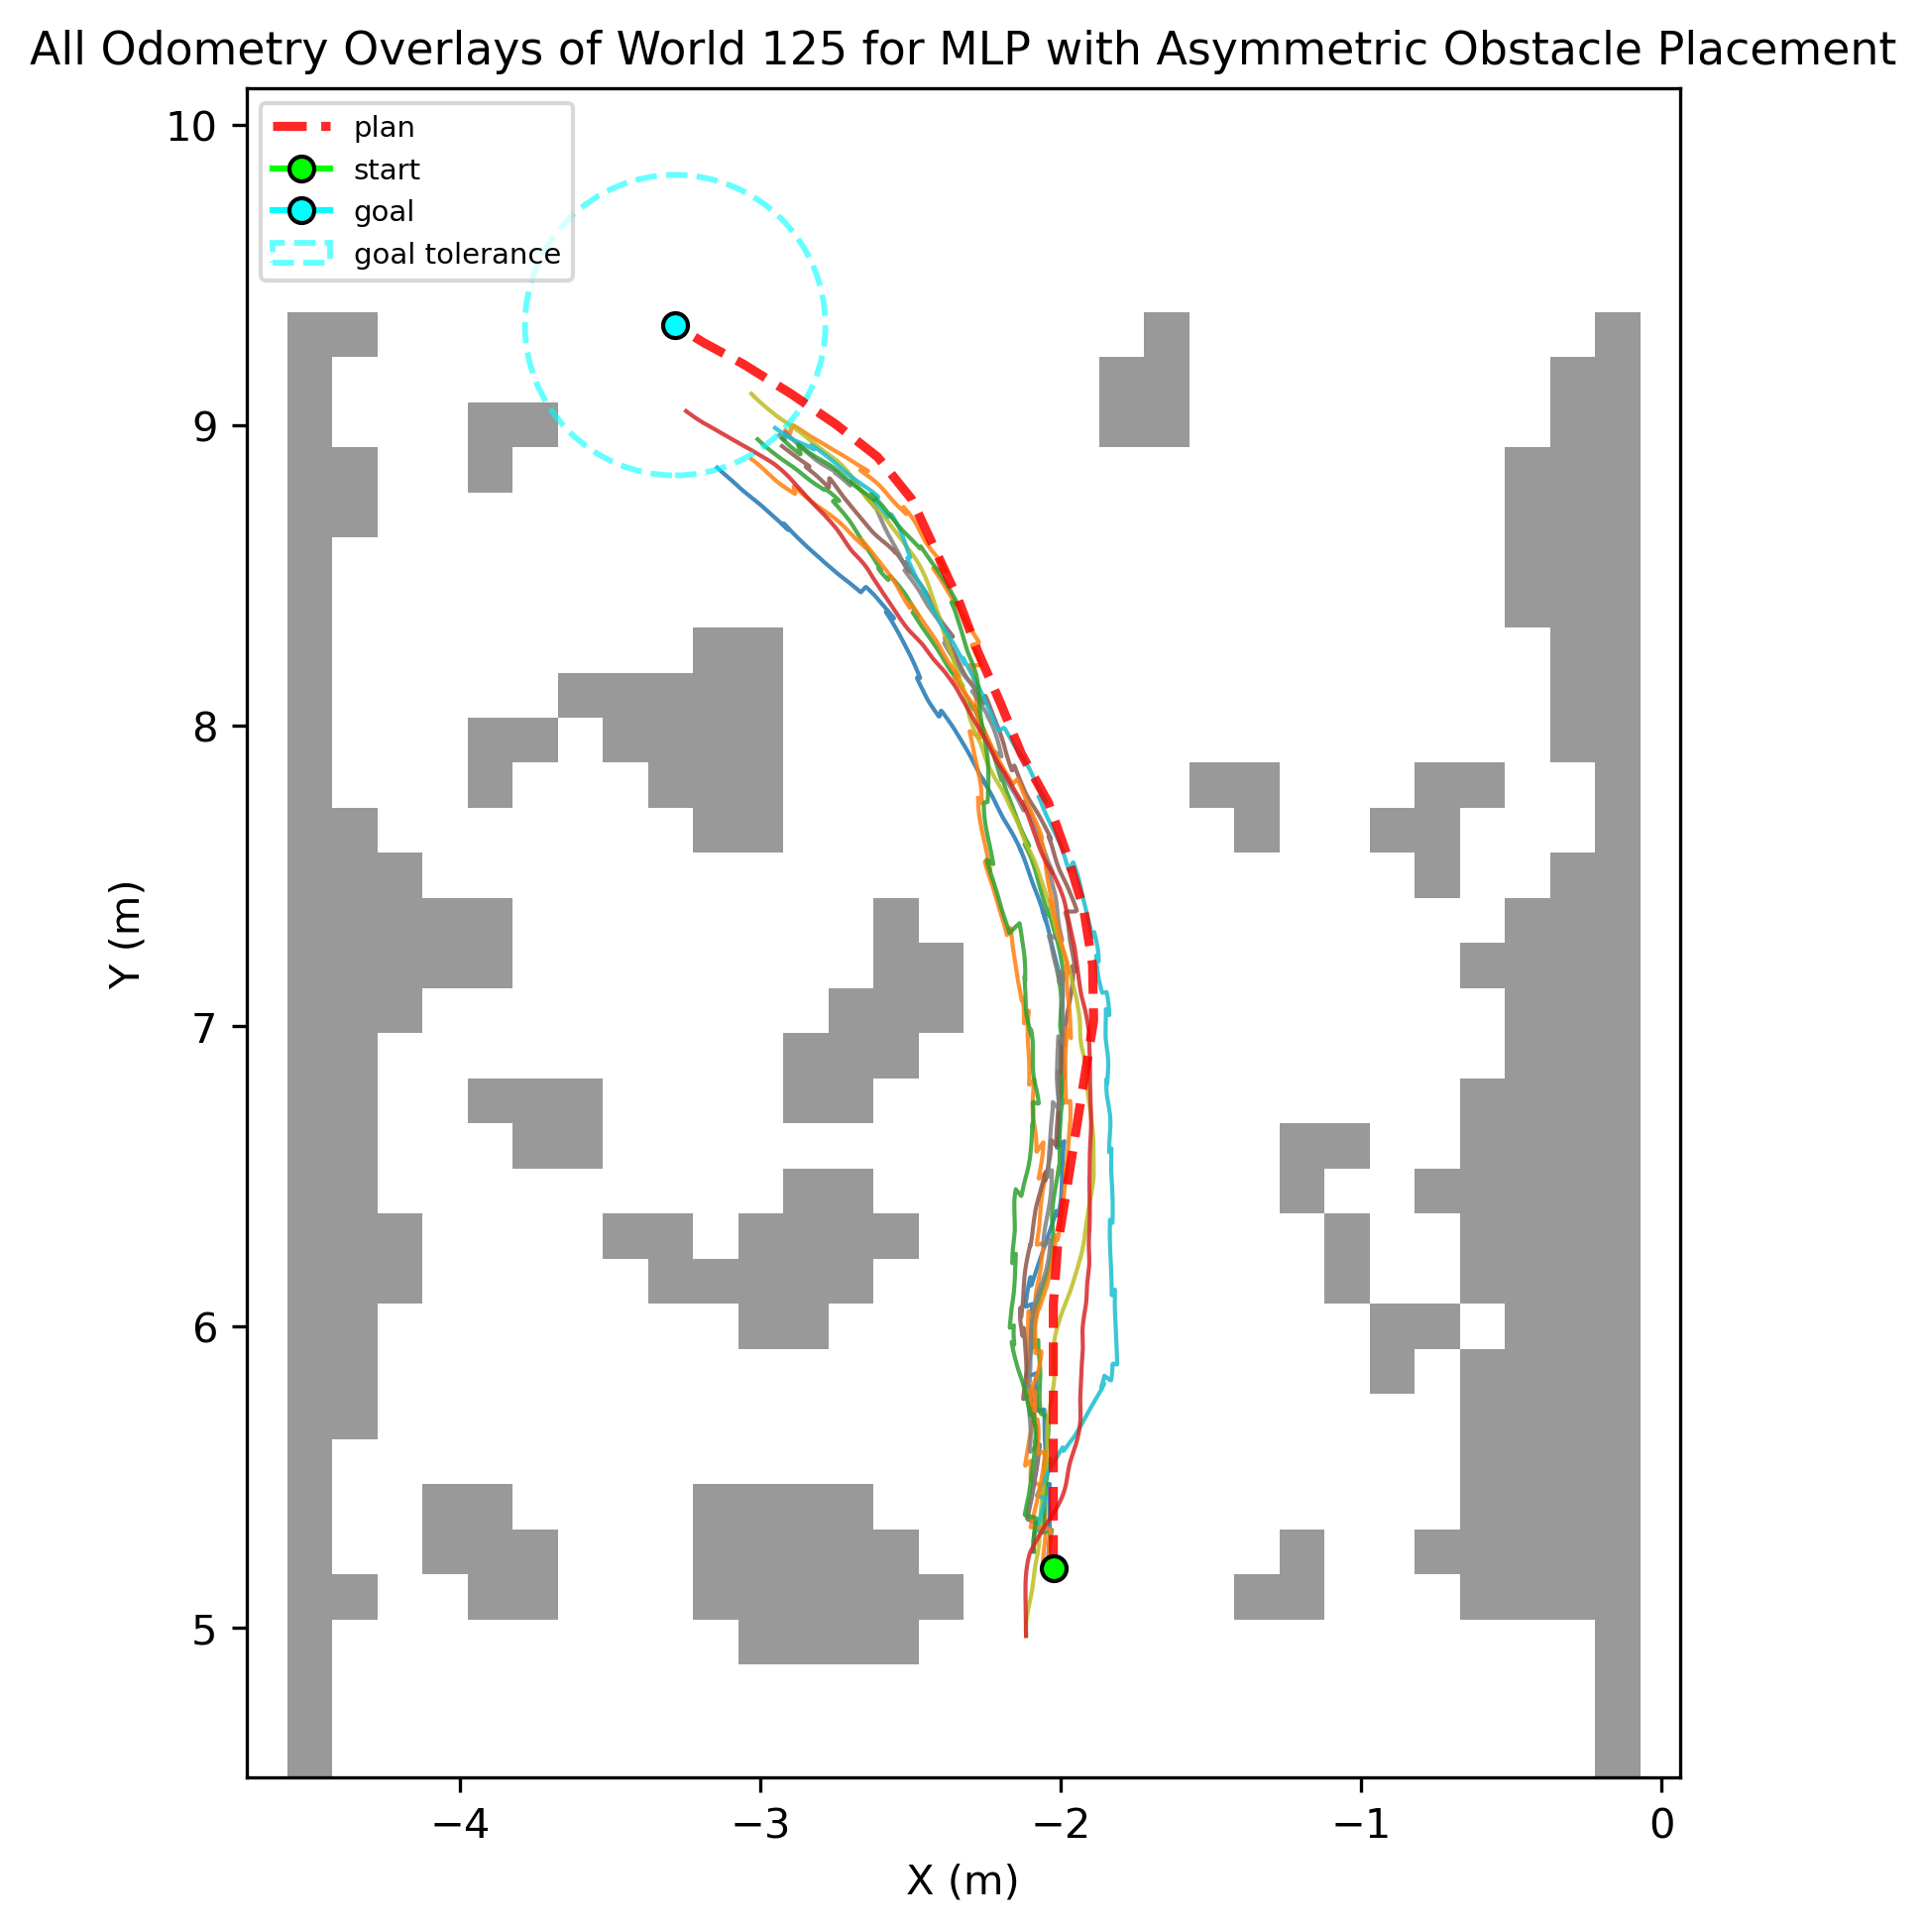 All Odometry Overlays of World 125 for MLP with Asymmetric Obstacle Placement
plan
start
goal
goal tolerance
10
9
8
7
6
5
Y (m)
−4
−3
−2
−1
0
X (m)